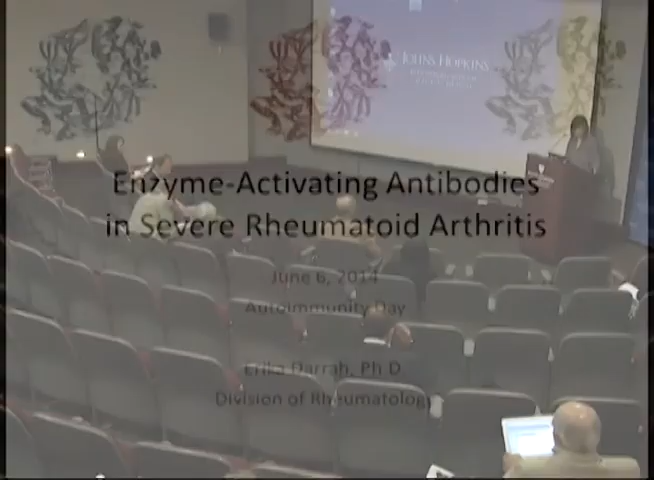 JOHNS HOPKINS
Enzyme-Activating Antibodies
in Severe Rheumatoid Arthritis
June 6, 2014
Autoimmunity Day
Erika Darrah, Ph D
Division of Rheumatology